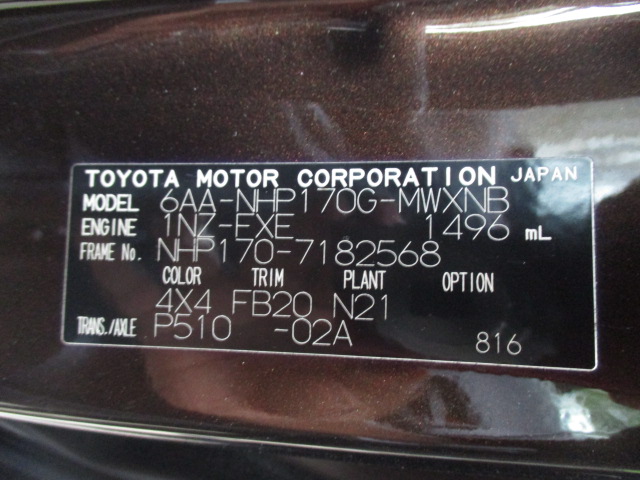 TOYOTA MOTOR CORPORATION JAPAN
MODEL 6AA-NHP170G-MWXNB
ENGINE 1NZ-FXE 1496 mL
FRAME No. NHP170-7182568
COLOR TRIM PLANT OPTION
4X4 FB20 N21
TRANS./AXLE P510 -02A
816